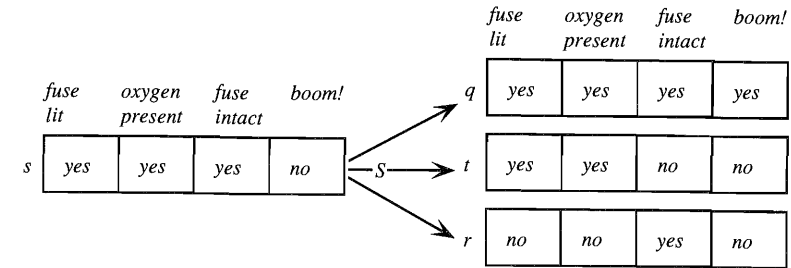 fuse oxygen fuse boom!
lit present intact
q yes yes yes yes
fuse oxygen fuse boom!
lit present intact
s yes yes yes no
S
t yes yes no no
r no no yes no